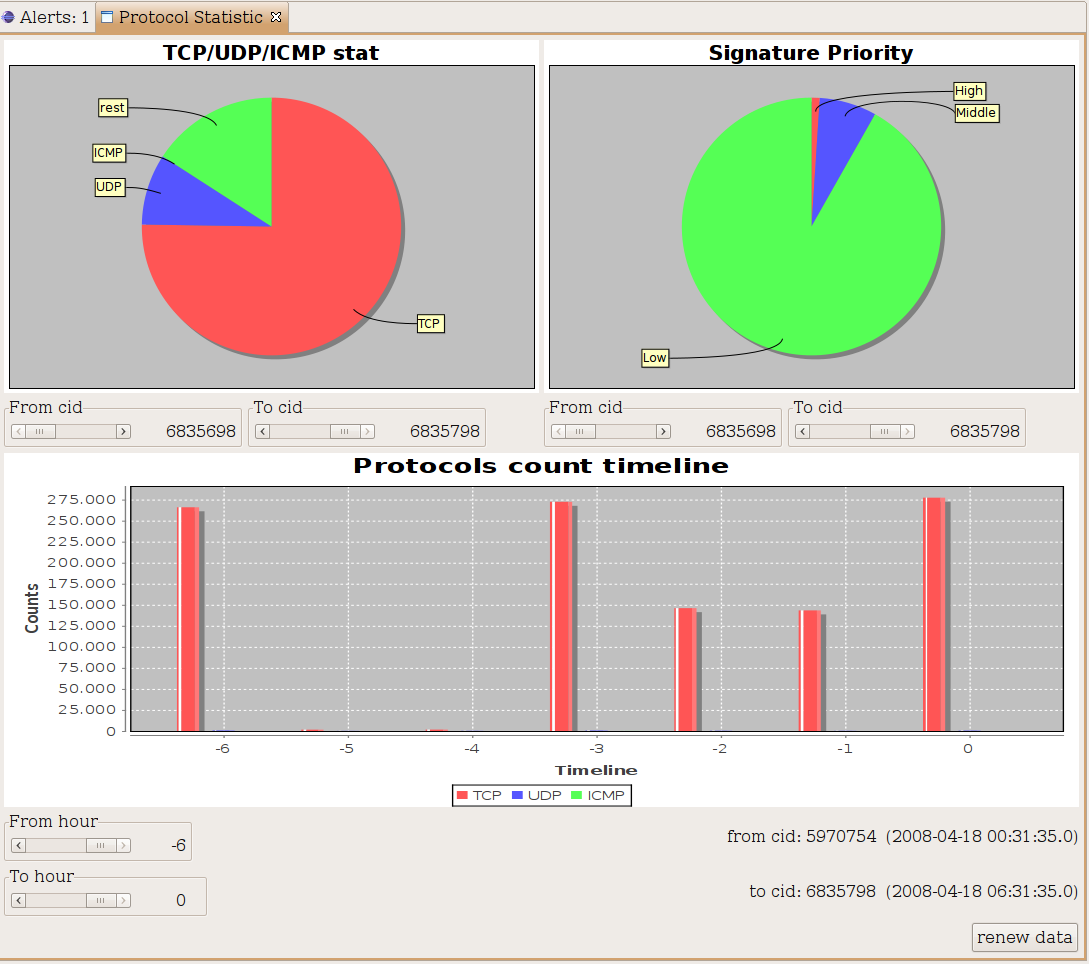 Alerts: 1 Protocol Statistic
TCP/UDP/ICMP stat
rest
ICMP
UDP
TCP
Signature Priority
High
Middle
Low
From cid 6835698
To cid 6835798
From cid 6835698
To cid 6835798
Protocols count timeline
Counts
275.000
250.000
225.000
200.000
175.000
150.000
125.000
100.000
75.000
50.000
25.000
0
-6 -5 -4 -3 -2 -1 0
Timeline
TCP UDP ICMP
From hour
-6
To hour
0
from cid: 5970754 (2008-04-18 00:31:35.0)
to cid: 6835798 (2008-04-18 06:31:35.0)
renew data